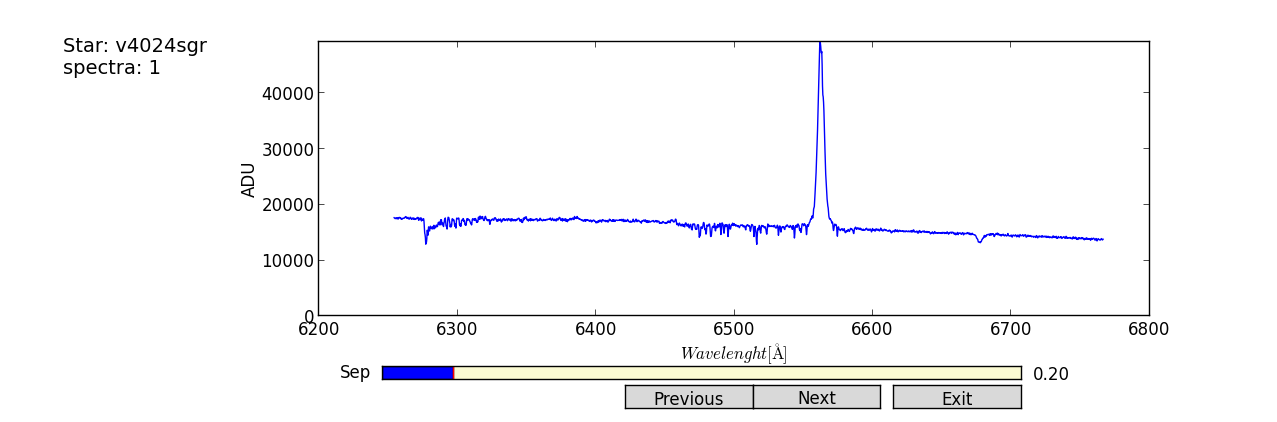 Star: v4024sgr
spectra: 1
40000
30000
20000
10000
0
ADU
6200 6300 6400 6500 6600 6700 6800
Wavelenght[Å]
Sep 0.20
Previous Next Exit